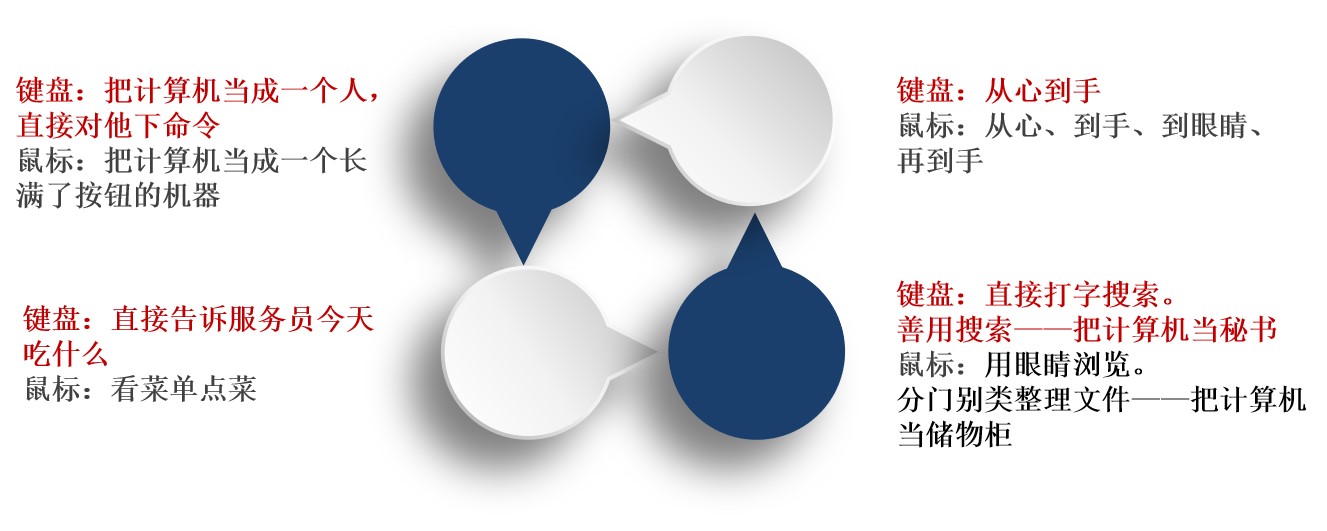 键盘：把计算机当成一个人，
直接对他下命令
鼠标：把计算机当成一个长
满了按钮的机器
键盘：从心到手
鼠标：从心、到手、到眼睛、
再到手
键盘：直接告诉服务员今天
吃什么
鼠标：看菜单点菜
键盘：直接打字搜索。
善用搜索——把计算机当秘书
鼠标：用眼睛浏览。
分门别类整理文件——把计算机
当储物柜